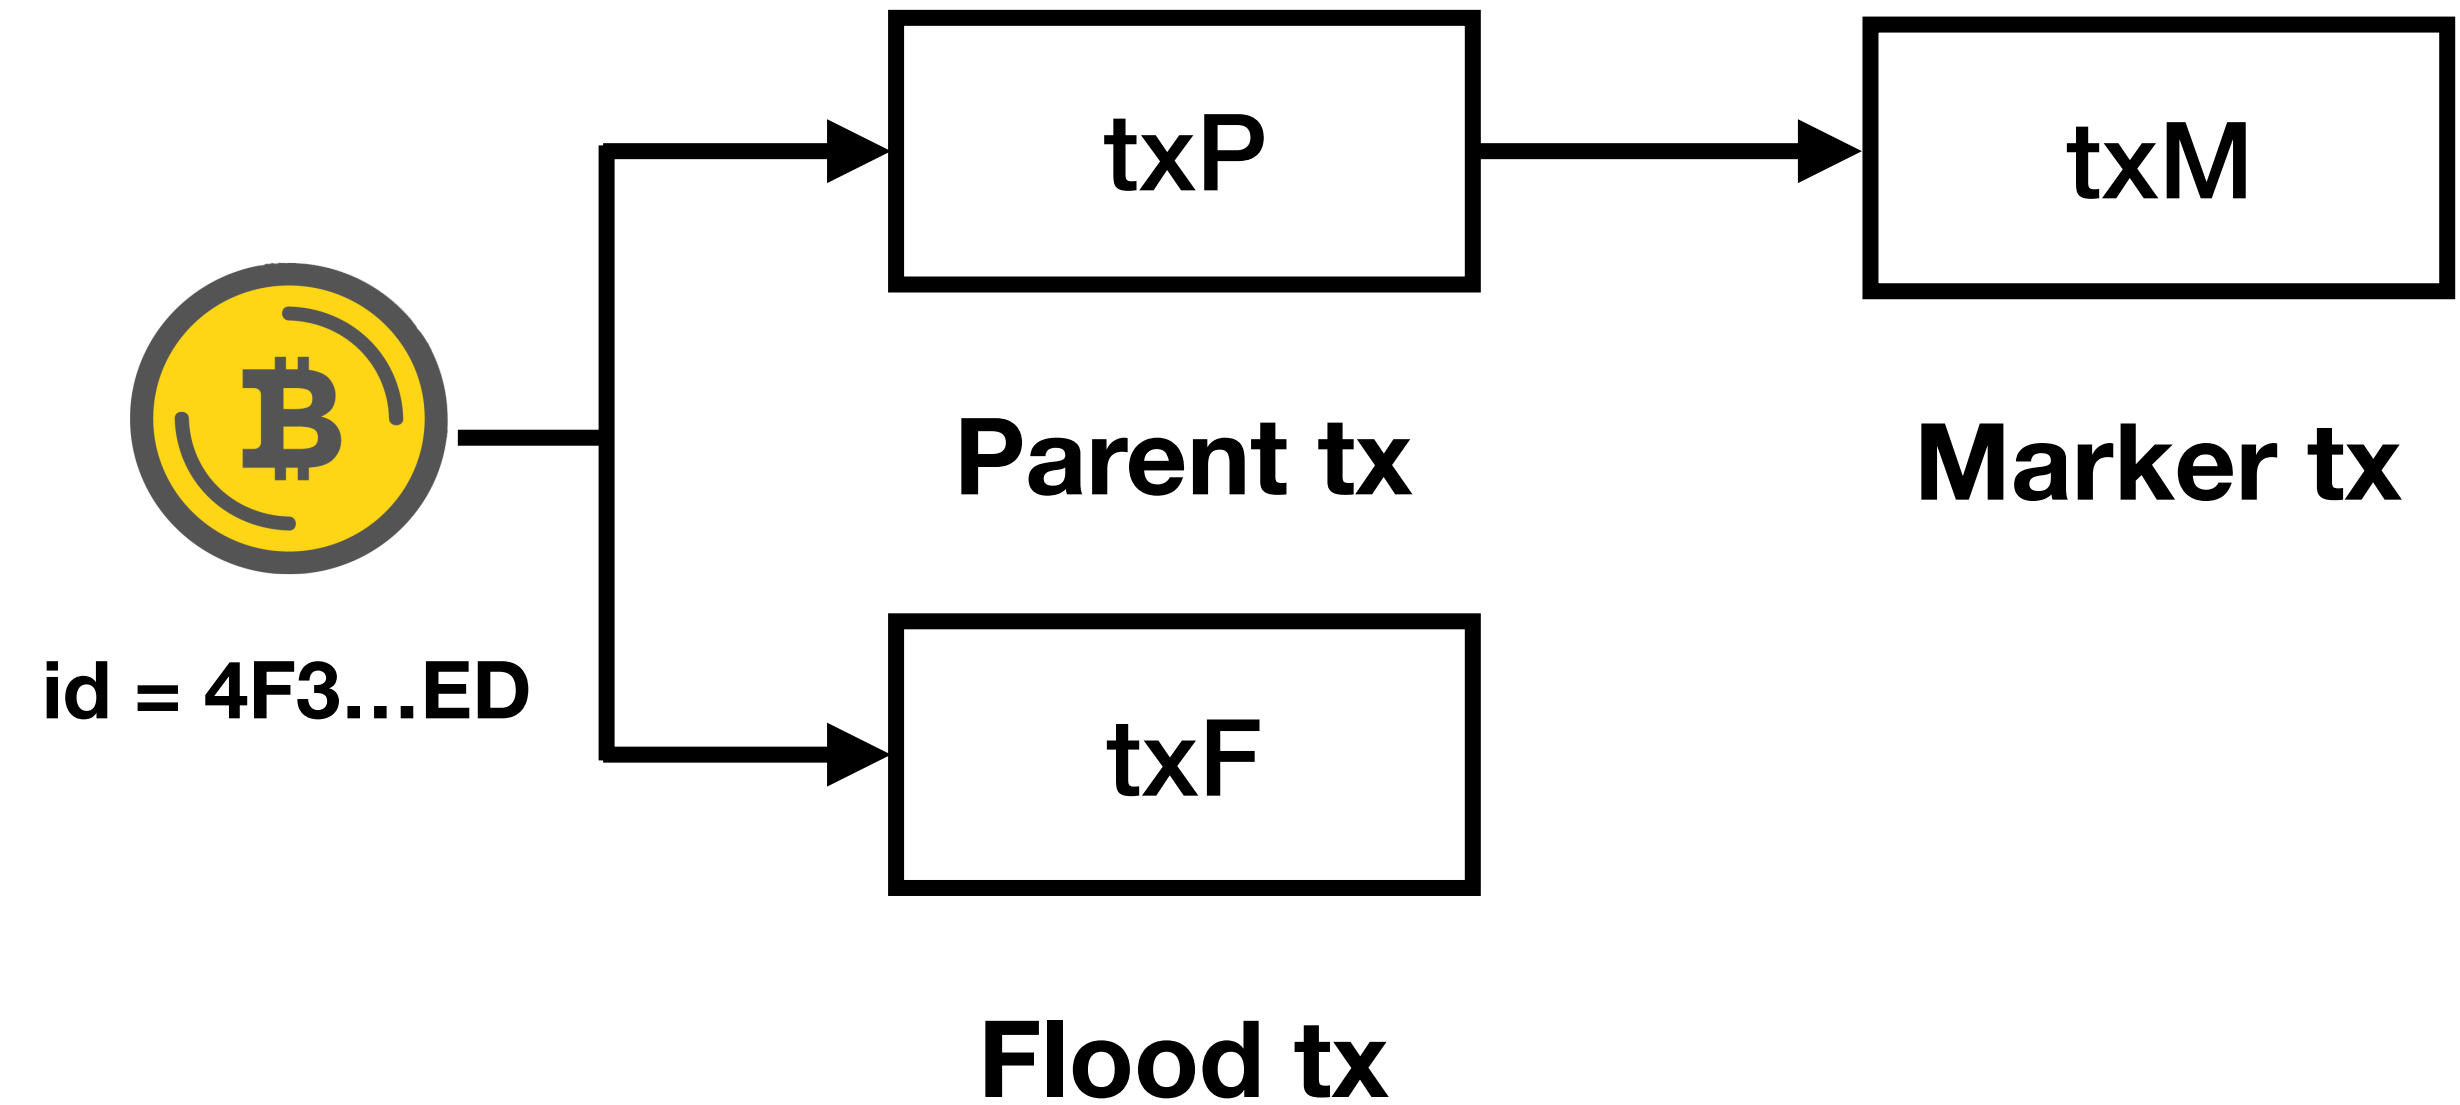 txP
txM
Parent tx
Marker tx
id = 4F3...ED
txF
Flood tx